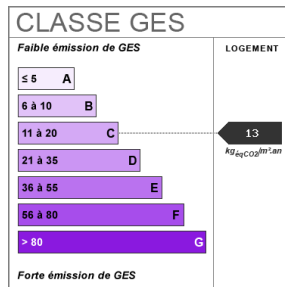 CLASSE GES
Faible émission de GES
LOGEMENT
≤ 5 A
6 à 10 B
11 à 20 C
13
kgéqCO2/m².an
21 à 35 D
36 à 55 E
56 à 80 F
> 80 G
Forte émission de GES